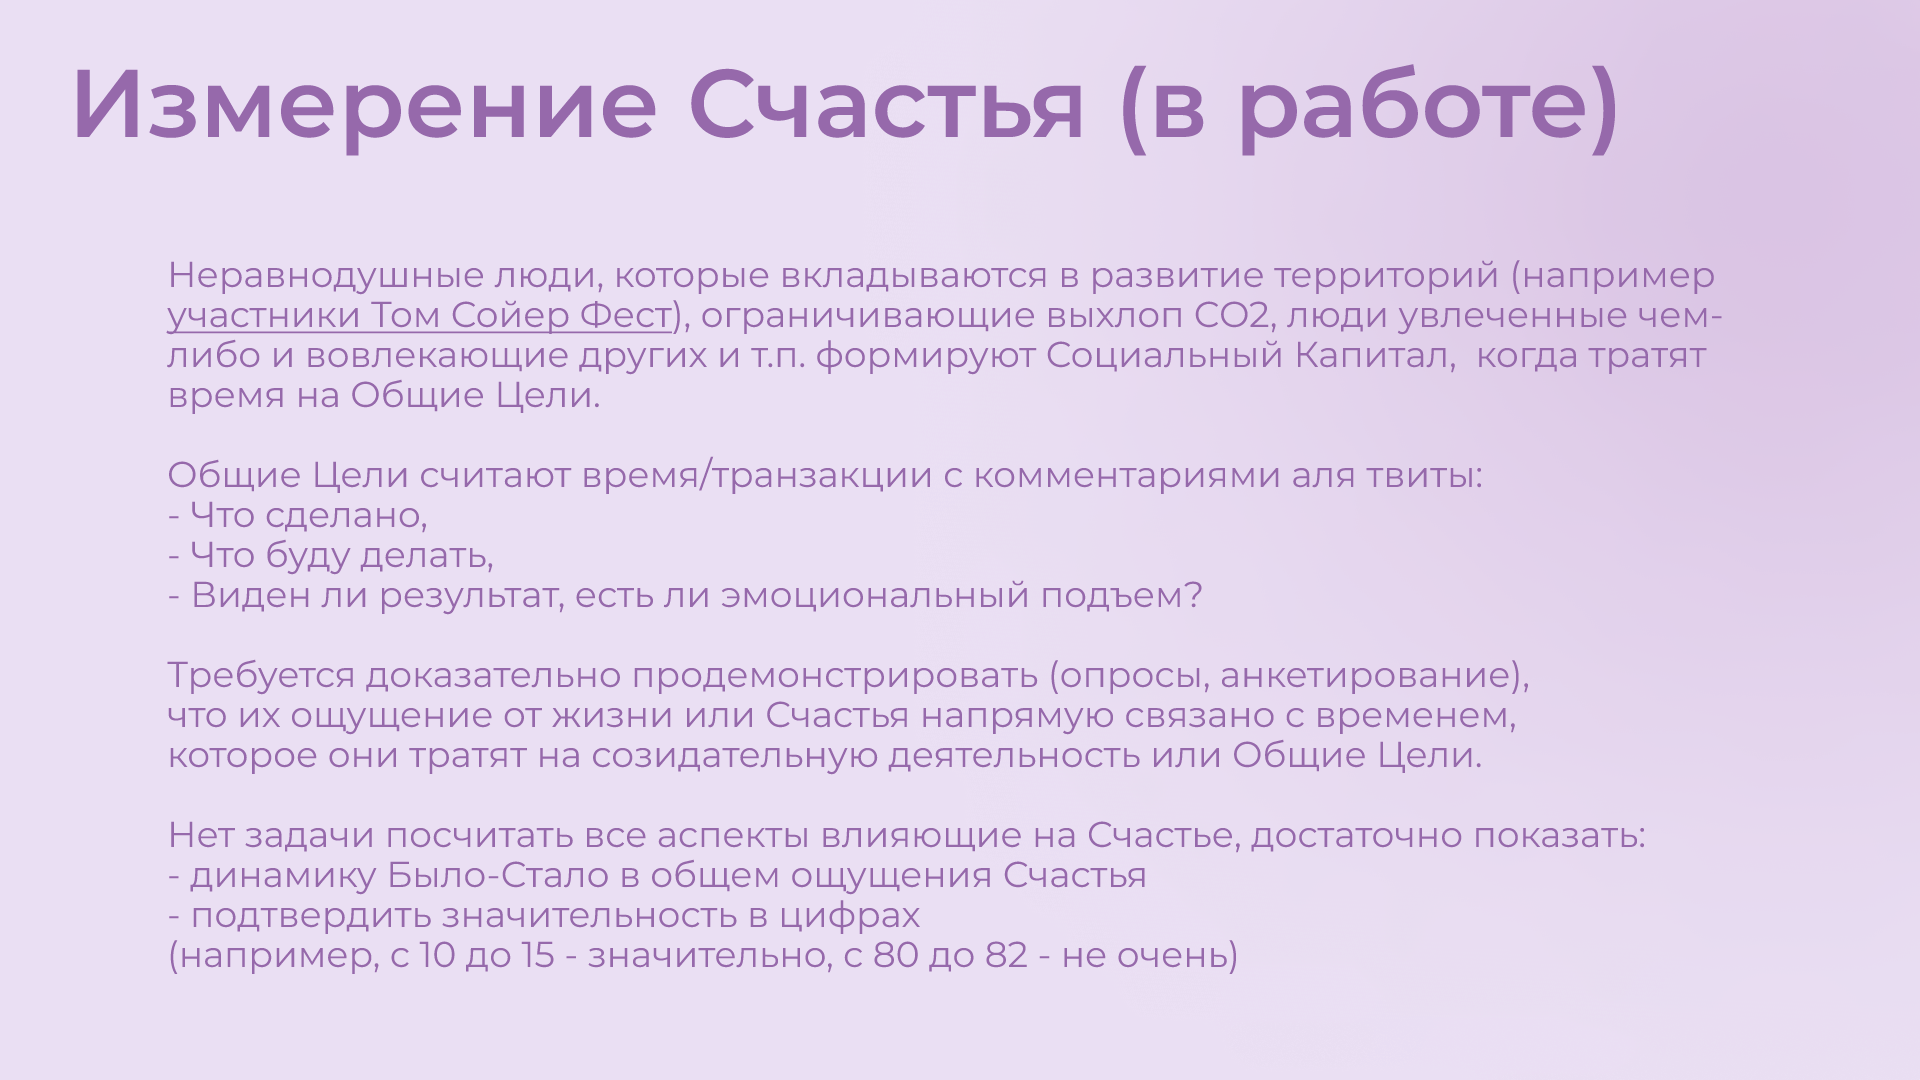 Измерение Счастья (в работе)
Неравнодушные люди, которые вкладываются в развитие территорий (например
участники Том Сойер Фест), ограничивающие выхлоп СО2, люди увлеченные чем-
либо и вовлекающие других и т.п. формируют Социальный Капитал,  когда тратят
время на Общие Цели.
Общие Цели считают время/транзакции с комментариями аля твиты:
- Что сделано,
- Что буду делать,
- Виден ли результат, есть ли эмоциональный подъем?
Требуется доказательно продемонстрировать (опросы, анкетирование),
что их ощущение от жизни или Счастья напрямую связано с временем,
которое они тратят на созидательную деятельность или Общие Цели.
Нет задачи посчитать все аспекты влияющие на Счастье, достаточно показать:
- динамику Было-Стало в общем ощущения Счастья
- подтвердить значительность в цифрах
(например, с 10 до 15 - значительно, с 80 до 82 - не очень)